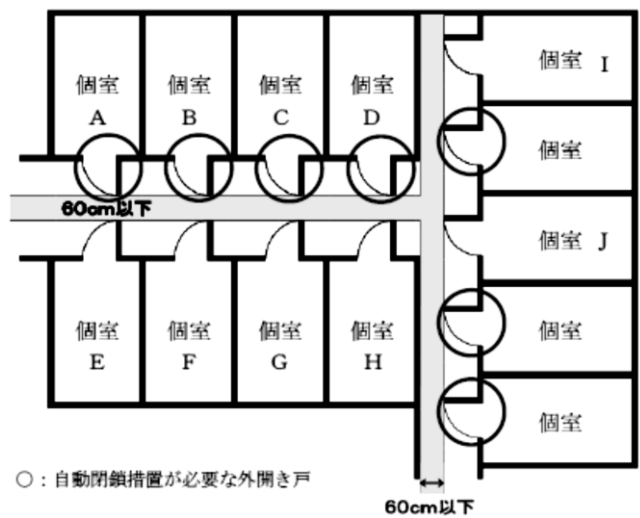 個室 個室 個室 個室
A B C D
個室 I
個室
60cm以下
個室 J
個室 個室 個室 個室
E F G H
個室
個室
○：自動閉鎖措置が必要な外開き戸
60cm以下